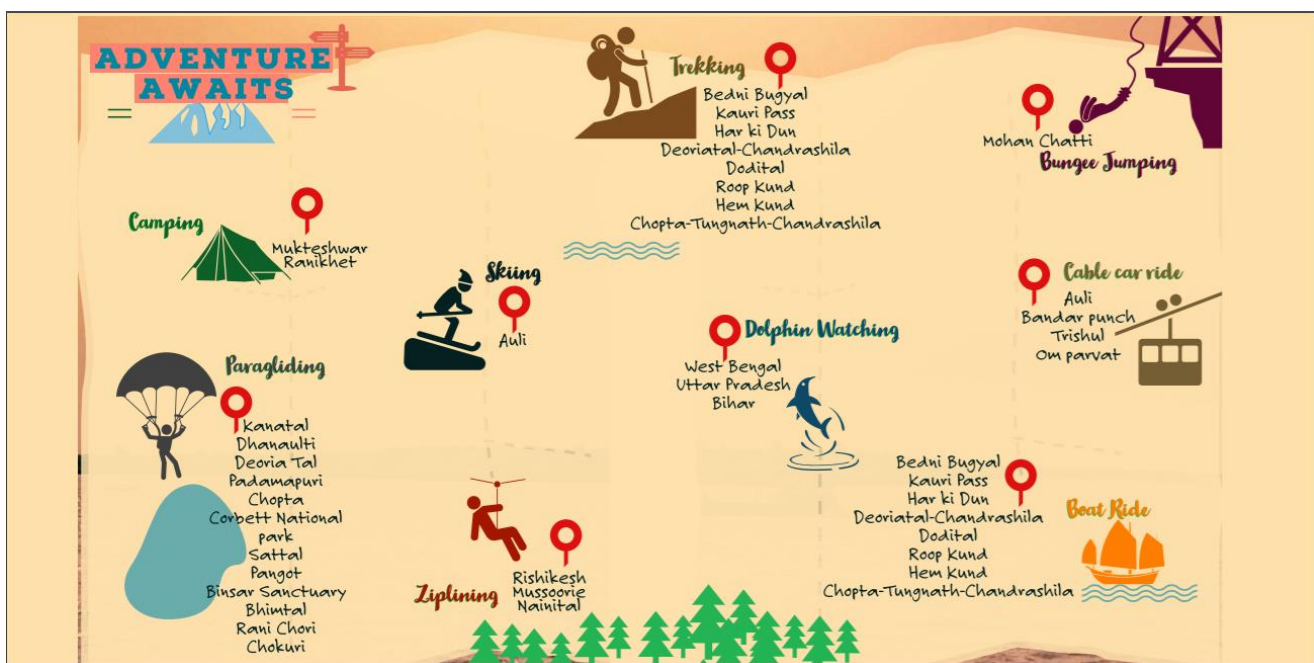 ADVENTURE
AWAITS
Trekking
Bedni Bugyal
Kauri Pass
Har ki Dun
Deoriatal-Chandrashila
Dodital
Roop Kund
Hem Kund
Chopta-Tungnath-Chandrashila
Mohan Chatti
Bungee Jumping
Camping
Mukteshwar
Ranikhet
Skiing
Auli
Cable car ride
Auli
Bandar punch
Trishul
Om parvat
Dolphin Watching
West Bengal
Uttar Pradesh
Bihar
Paragliding
Kanatal
Dhanaulti
Deoria Tal
Padamapuri
Chopta
Corbett National
park
Sattal
Pangot
Binsar Sanctuary
Bhimtal
Rani Chori
Chokuri
Ziplining
Rishikesh
Mussoorie
Nainital
Bedni Bugyal
Kauri Pass
Har ki Dun
Deoriatal-Chandrashila
Dodital
Roop Kund
Hem Kund
Chopta-Tungnath-Chandrashila
Boat Ride